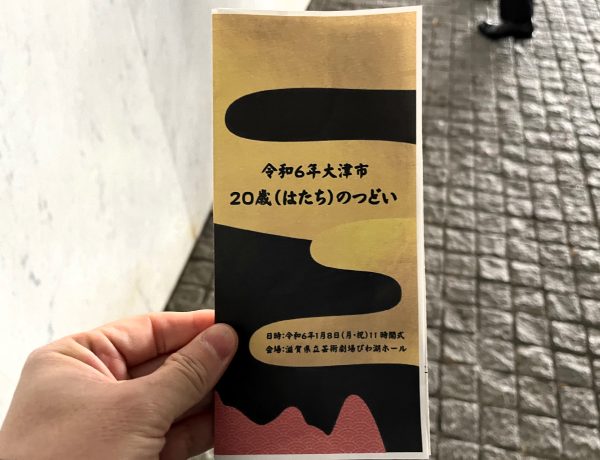 令和6年大津市
20歳(はたち)のつどい
日時:令和6年1月8日(月・祝)11時開式
会場:滋賀県立芸術劇場びわ湖ホール